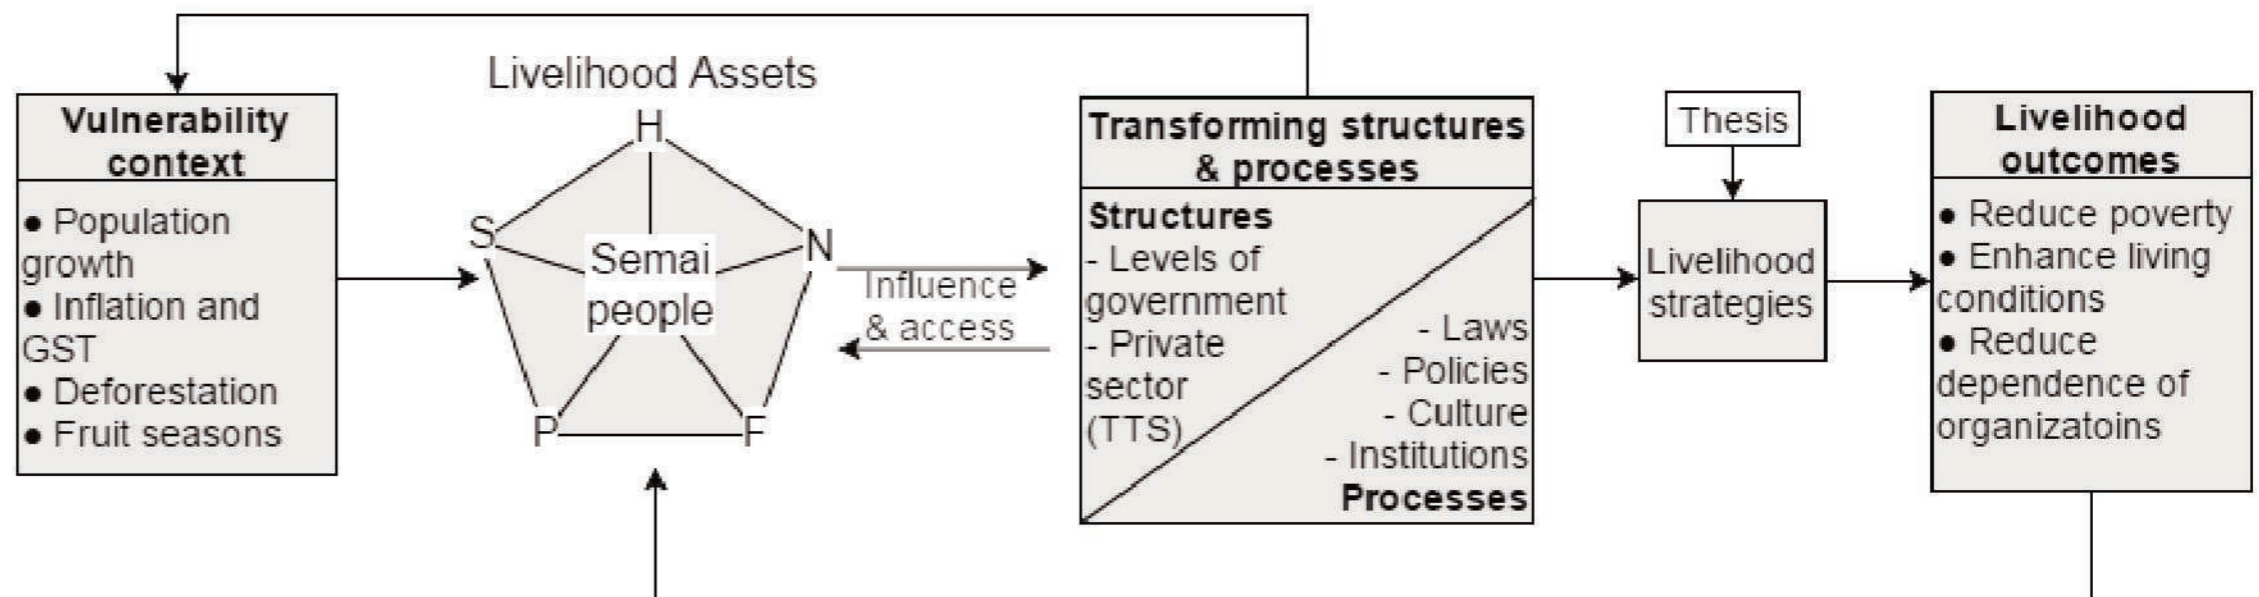 Vulnerability
context
● Population
growth
● Inflation and
GST
● Deforestation
● Fruit seasons
Livelihood Assets
H
S
N
Semai
people
P
F
Influence
& access
Transforming structures
& processes
Structures
- Levels of
government
- Private
sector
(TTS)
- Laws
- Policies
- Culture
- Institutions
Processes
Thesis
Livelihood
strategies
Livelihood
outcomes
● Reduce poverty
● Enhance living
conditions
● Reduce
dependence of
organizatoins